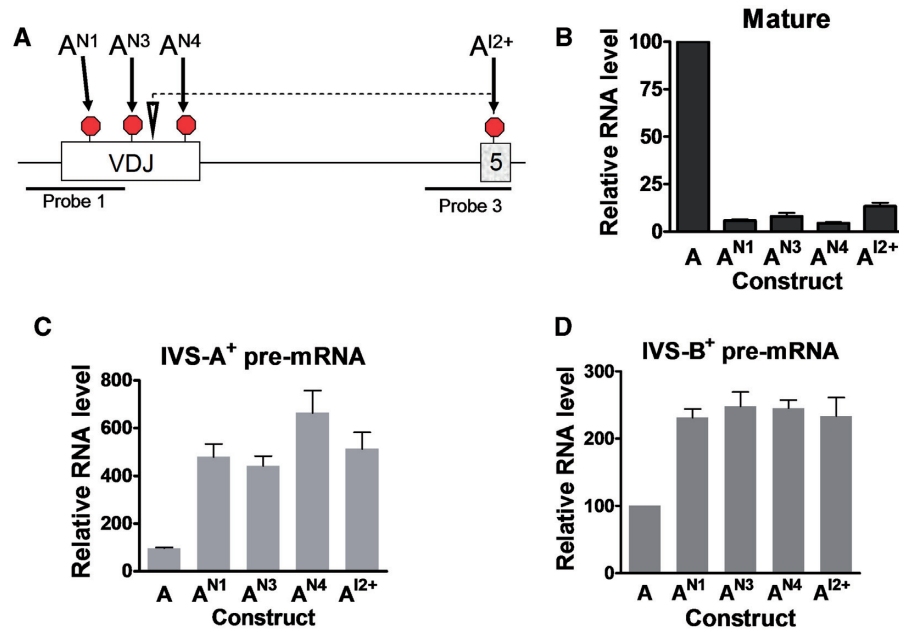 A
A^N1 A^N3 A^N4 A^I2+
VDJ 5
Probe 1 Probe 3
B
Mature
Relative RNA level
100
75
50
25
0
A A^N1 A^N3 A^N4 A^I2+
Construct
C
IVS-A⁺ pre-mRNA
Relative RNA level
800
600
400
200
0
A A^N1 A^N3 A^N4 A^I2+
Construct
D
IVS-B⁺ pre-mRNA
Relative RNA level
300
200
100
0
A A^N1 A^N3 A^N4 A^I2+
Construct